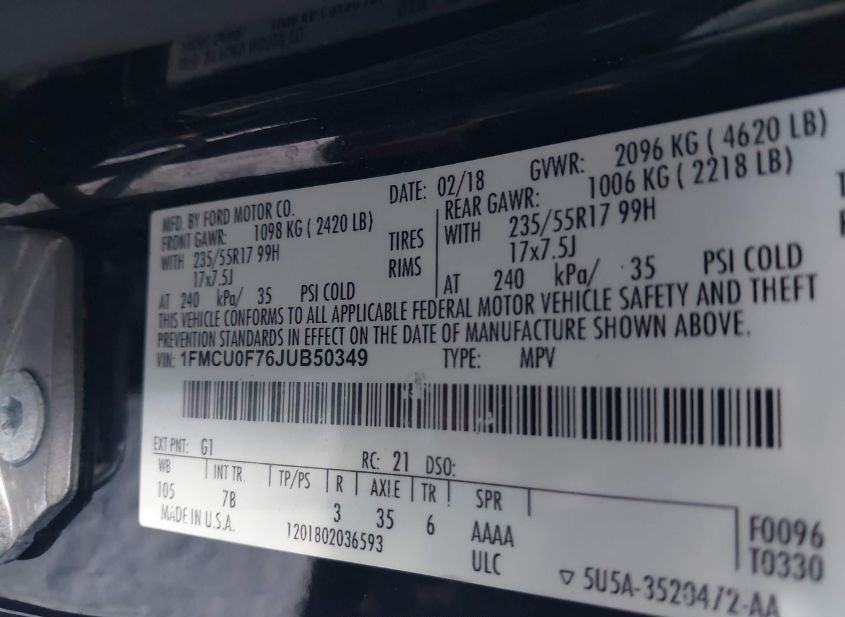 MFD. BY FORD MOTOR CO. DATE: 02/18 GVWR: 2096 KG ( 4620 LB)
FRONT GAWR: 1098 KG ( 2420 LB) REAR GAWR: 1006 KG ( 2218 LB)
WITH 235/55R17 99H TIRES WITH 235/55R17 99H
17x7.5J RIMS 17x7.5J
AT 240 kPa/ 35 PSI COLD AT 240 kPa/ 35 PSI COLD
THIS VEHICLE CONFORMS TO ALL APPLICABLE FEDERAL MOTOR VEHICLE SAFETY AND THEFT
PREVENTION STANDARDS IN EFFECT ON THE DATE OF MANUFACTURE SHOWN ABOVE.
VIN: 1FMCU0F76JUB50349 TYPE: MPV
EXT PNT: G1 RC: 21 DSO:
WB INT TR. TP/PS R AXLE TR SPR
105 7B 3 35 6 AAAA
MADE IN U.S.A. 1201802036593 ULC
F0096
T0330
▽ 5U5A-3520472-AA